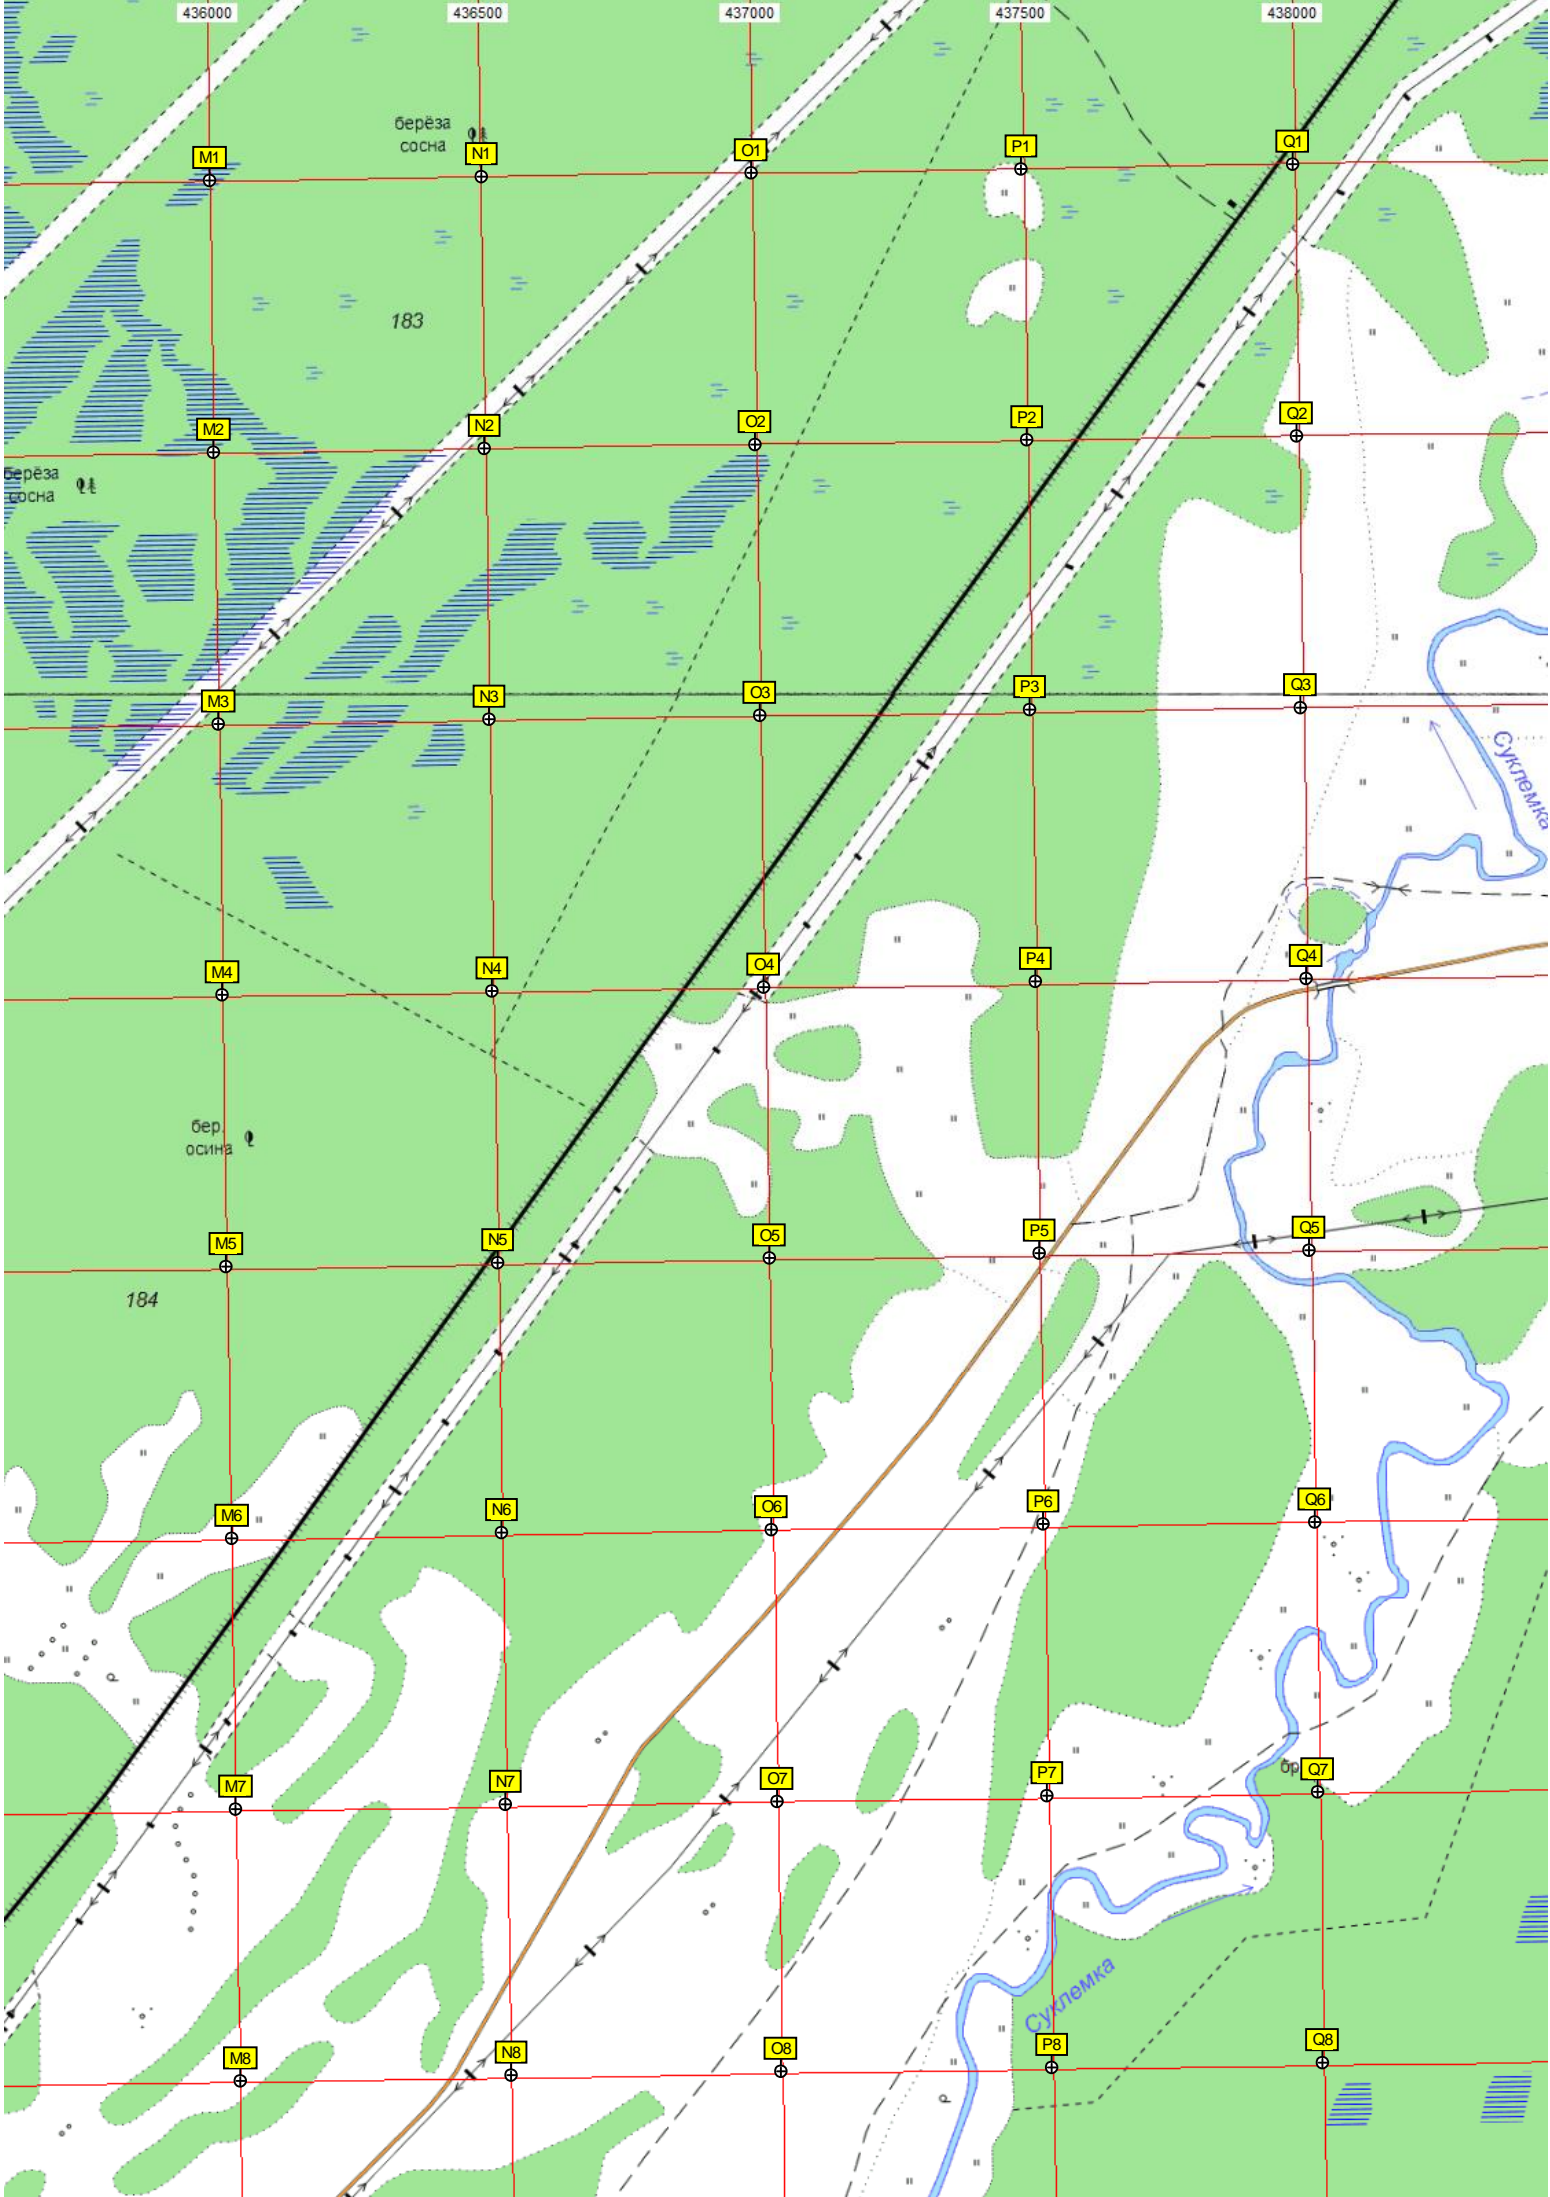 436000 436500 437000 437500 438000
берёза
сосна
M1 N1 O1 P1 Q1
183
M2 N2 O2 P2 Q2
берёза
сосна
M3 N3 O3 P3 Q3
Суклемка
M4 N4 O4 P4 Q4
бер.
осина
M5 N5 O5 P5 Q5
184
M6 N6 O6 P6 Q6
бр
M7 N7 O7 P7 Q7
Суклемка
M8 N8 O8 P8 Q8